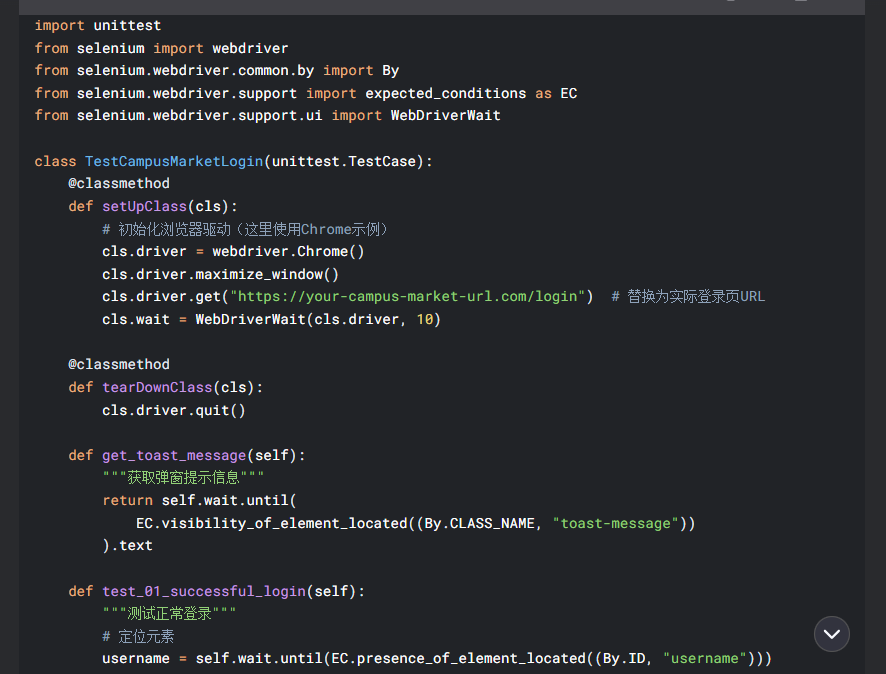 import unittest
from selenium import webdriver
from selenium.webdriver.common.by import By
from selenium.webdriver.support import expected_conditions as EC
from selenium.webdriver.support.ui import WebDriverWait
class TestCampusMarketLogin(unittest.TestCase):
    @classmethod
    def setUpClass(cls):
        # 初始化浏览器驱动（这里使用Chrome示例）
        cls.driver = webdriver.Chrome()
        cls.driver.maximize_window()
        cls.driver.get("https://your-campus-market-url.com/login")  # 替换为实际登录页URL
        cls.wait = WebDriverWait(cls.driver, 10)
    @classmethod
    def tearDownClass(cls):
        cls.driver.quit()
    def get_toast_message(self):
        """获取弹窗提示信息"""
        return self.wait.until(
            EC.visibility_of_element_located((By.CLASS_NAME, "toast-message"))
        ).text
    def test_01_successful_login(self):
        """测试正常登录"""
        # 定位元素
        username = self.wait.until(EC.presence_of_element_located((By.ID, "username")))